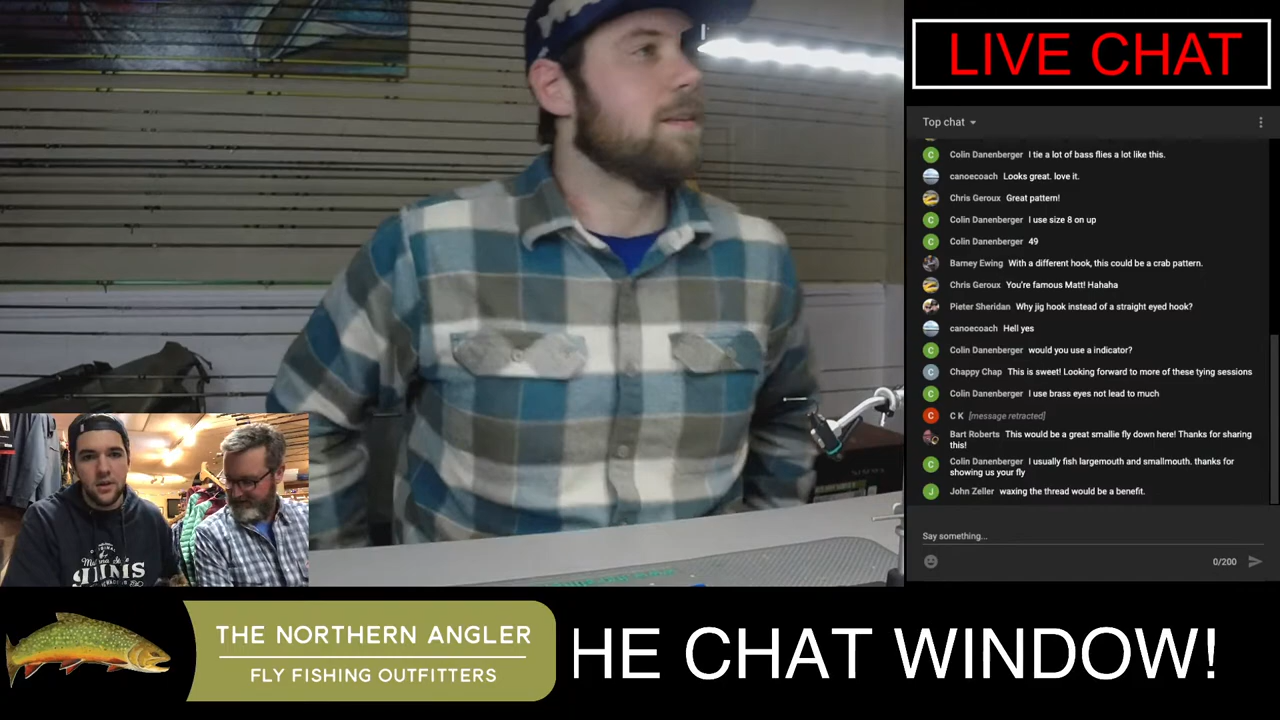 LIVE CHAT
Top chat
Colin Danenberger I tie a lot of bass flies a lot like this.
canoecoach Looks great. love it.
Chris Geroux Great pattern!
Colin Danenberger I use size 8 on up
Colin Danenberger 49
Barney Ewing With a different hook, this could be a crab pattern.
Chris Geroux You're famous Matt! Hahaha
Pieter Sheridan Why jig hook instead of a straight eyed hook?
canoecoach Hell yes
Colin Danenberger would you use a indicator?
Chappy Chap This is sweet! Looking forward to more of these tying sessions
Colin Danenberger I use brass eyes not lead to much
C K [message retracted]
Bart Roberts This would be a great smallie fly down here! Thanks for sharing
this!
Colin Danenberger I usually fish largemouth and smallmouth. thanks for
showing us your fly
John Zeller waxing the thread would be a benefit.
Say something...
0/200
THE NORTHERN ANGLER
FLY FISHING OUTFITTERS
HE CHAT WINDOW!